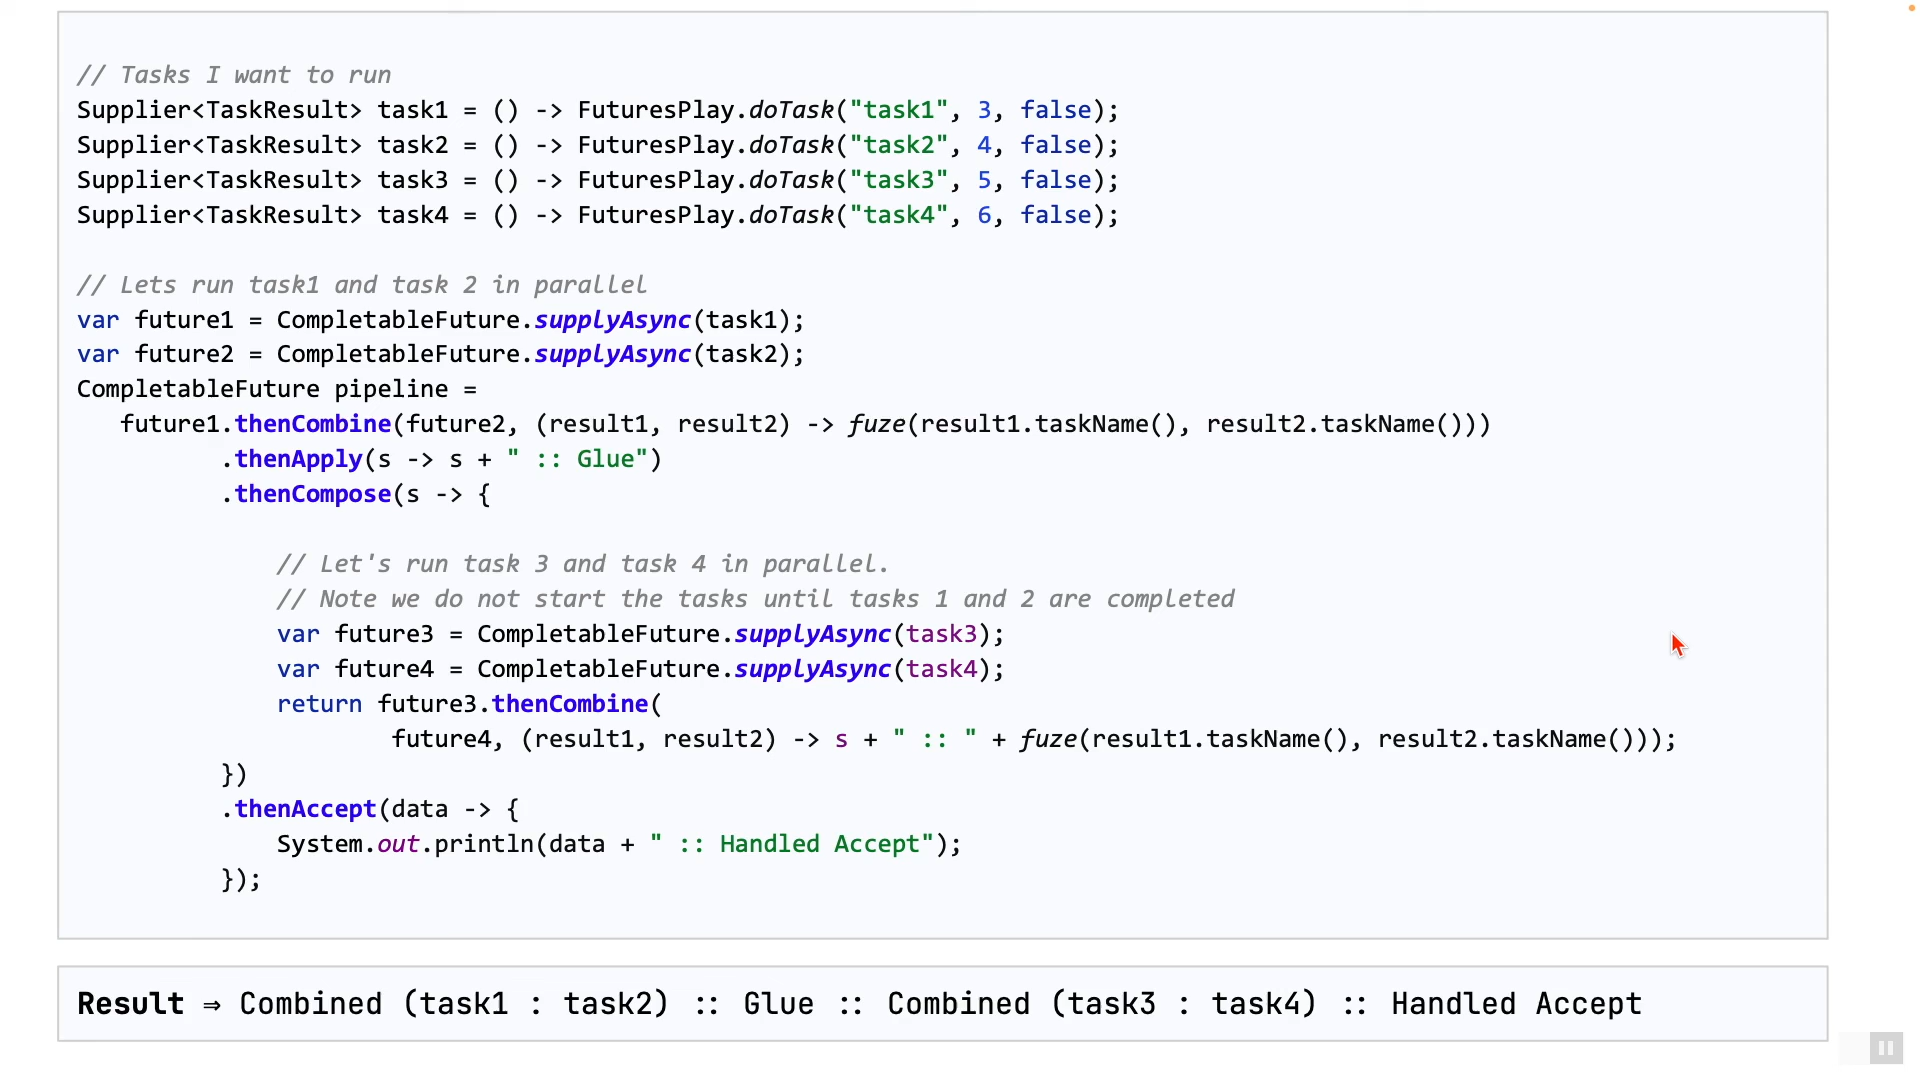 // Tasks I want to run
Supplier<TaskResult> task1 = () -> FuturesPlay.doTask("task1", 3, false);
Supplier<TaskResult> task2 = () -> FuturesPlay.doTask("task2", 4, false);
Supplier<TaskResult> task3 = () -> FuturesPlay.doTask("task3", 5, false);
Supplier<TaskResult> task4 = () -> FuturesPlay.doTask("task4", 6, false);
// Lets run task1 and task 2 in parallel
var future1 = CompletableFuture.supplyAsync(task1);
var future2 = CompletableFuture.supplyAsync(task2);
CompletableFuture pipeline =
future1.thenCombine(future2, (result1, result2) -> fuze(result1.taskName(), result2.taskName()))
.thenApply(s -> s + " :: Glue")
.thenCompose(s -> {
// Let's run task 3 and task 4 in parallel.
// Note we do not start the tasks until tasks 1 and 2 are completed
var future3 = CompletableFuture.supplyAsync(task3);
var future4 = CompletableFuture.supplyAsync(task4);
return future3.thenCombine(
future4, (result1, result2) -> s + " :: " + fuze(result1.taskName(), result2.taskName()));
})
.thenAccept(data -> {
System.out.println(data + " :: Handled Accept");
});
Result ⇒ Combined (task1 : task2) :: Glue :: Combined (task3 : task4) :: Handled Accept